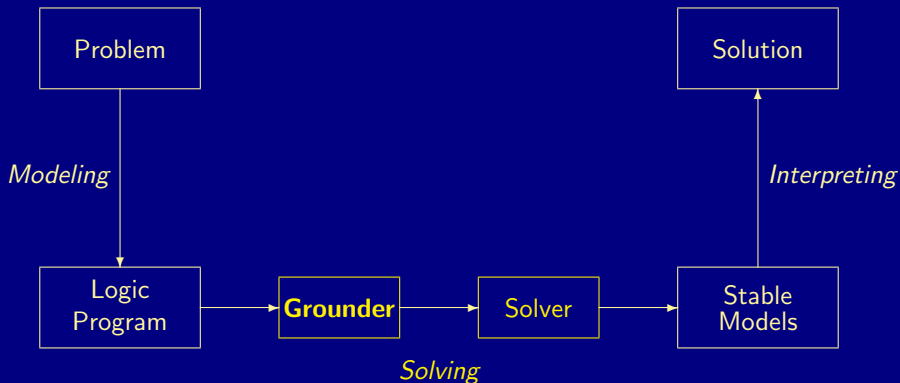 Problem
Solution
Modeling
Interpreting
Logic
Program
Grounder
Solver
Stable
Models
Solving